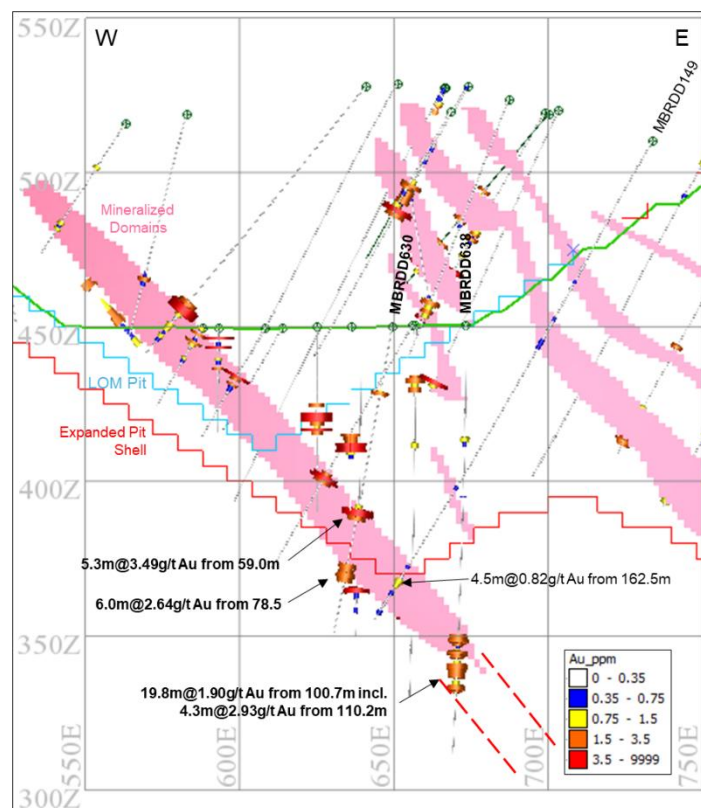 550Z
W
E
MBRDD149
500Z
Mineralized
Domains
MBRDD630
MBRDD638
450Z
LOM Pit
Expanded Pit
Shell
400Z
5.3m@3.49g/t Au from 59.0m
4.5m@0.82g/t Au from 162.5m
6.0m@2.64g/t Au from 78.5
350Z
19.8m@1.90g/t Au from 100.7m incl.
4.3m@2.93g/t Au from 110.2m
Au_ppm
0 - 0.35
0.35 - 0.75
0.75 - 1.5
1.5 - 3.5
3.5 - 9999
300Z
550E
600E
650E
700E
750E